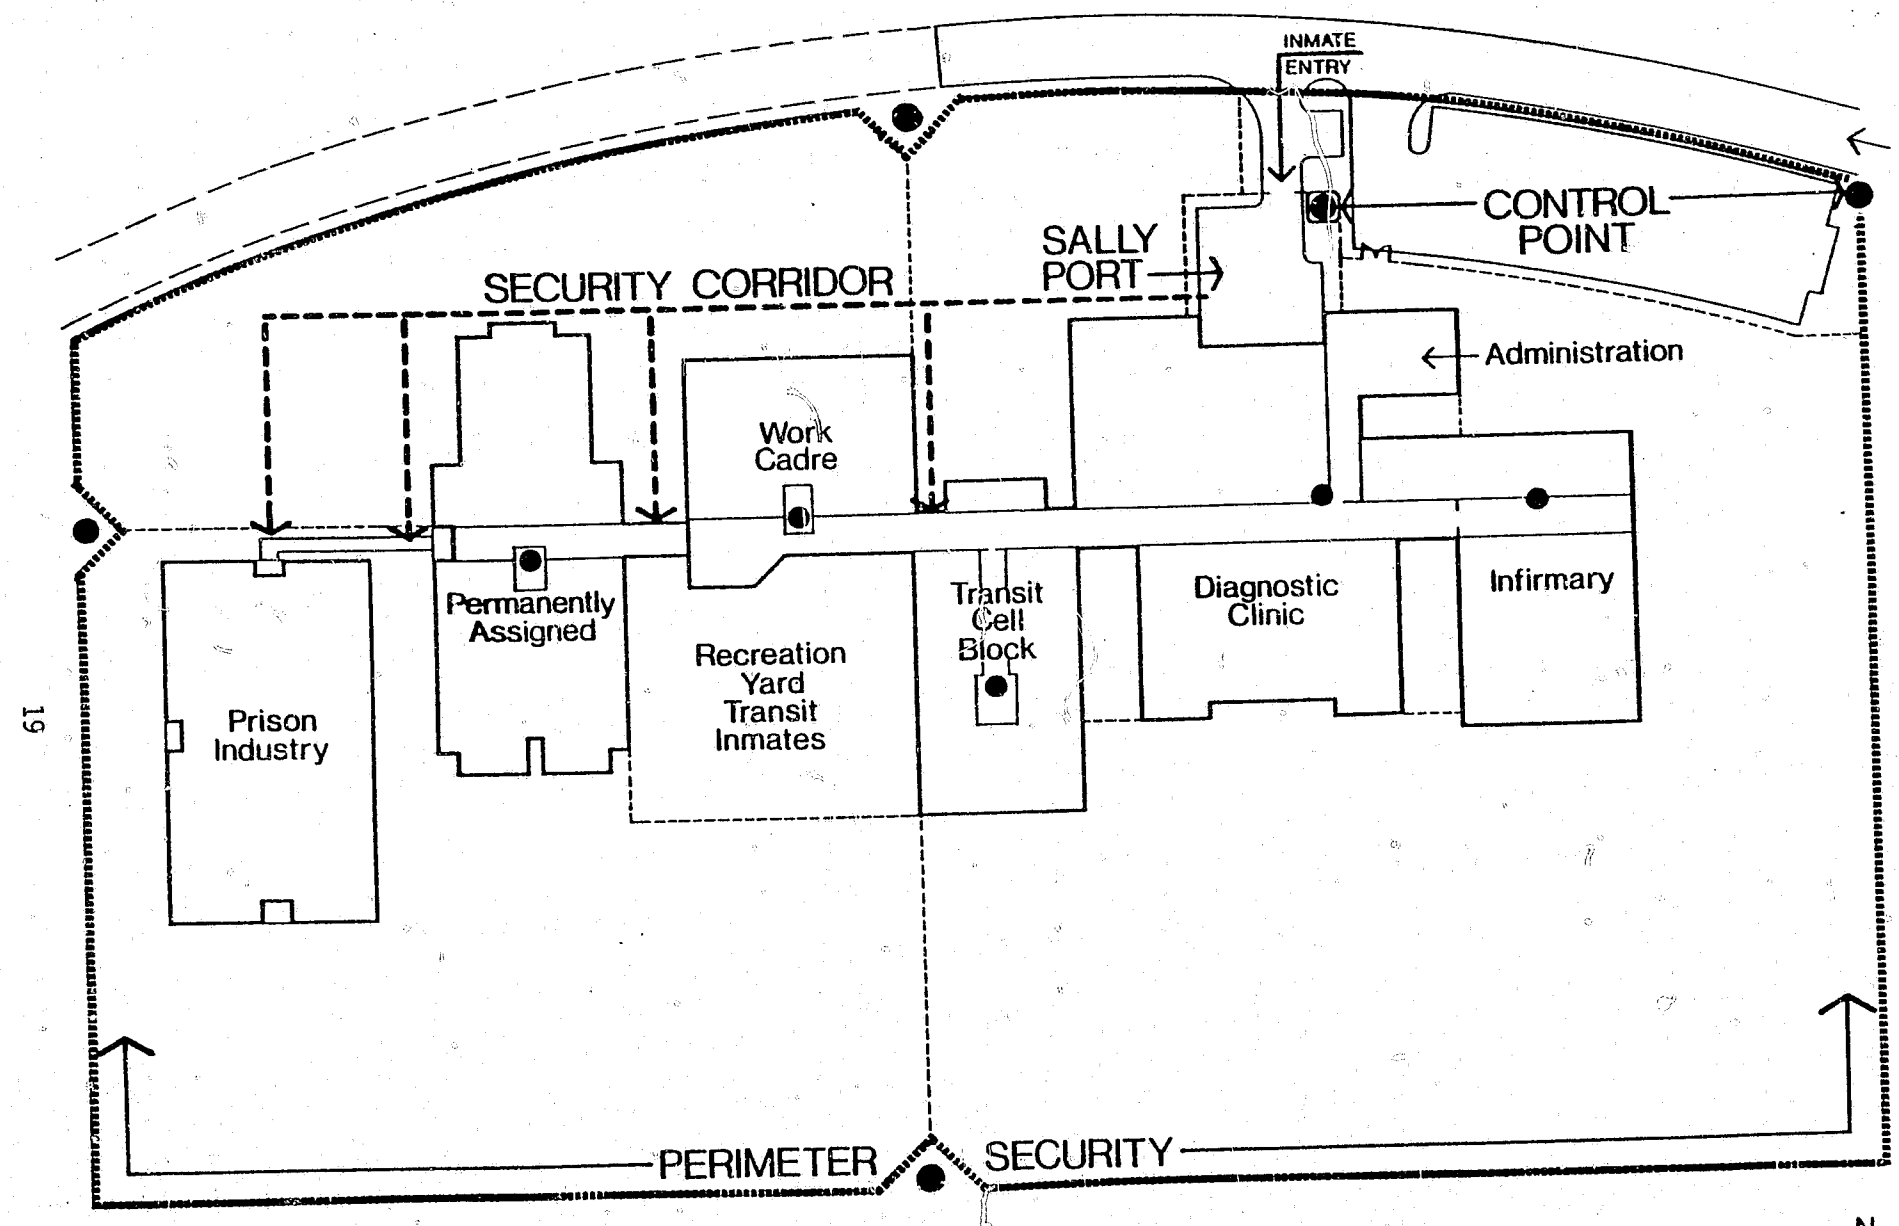 INMATE
ENTRY
CONTROL
POINT
SALLY
PORT
SECURITY CORRIDOR
Administration
Work
Cadre
Permanently
Assigned
Transit
Cell
Block
Diagnostic
Clinic
Infirmary
Recreation
Yard
Transit
Inmates
Prison
Industry
19
PERIMETER SECURITY
N